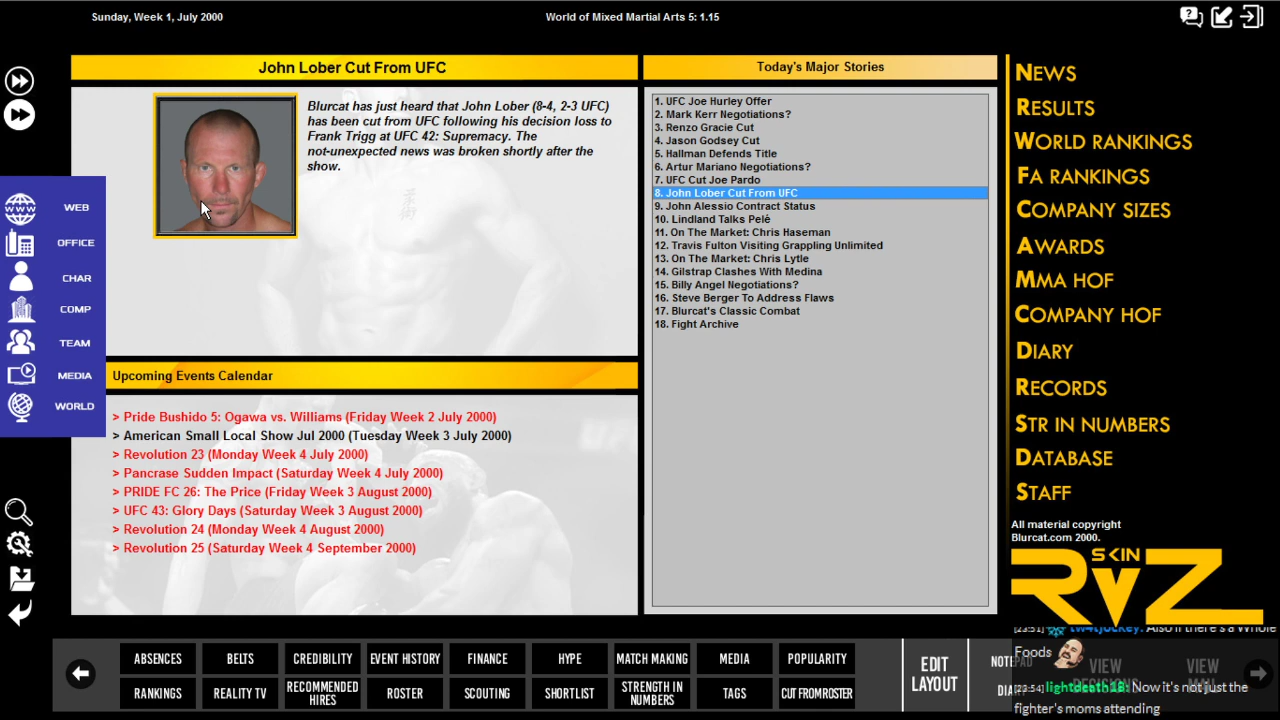 Sunday, Week 1, July 2000
World of Mixed Martial Arts 5: 1.15
John Lober Cut From UFC
Blurcat has just heard that John Lober (8-4, 2-3 UFC)
has been cut from UFC following his decision loss to
Frank Trigg at UFC 42: Supremacy. The
not-unexpected news was broken shortly after the
show.
Today's Major Stories
1. UFC Joe Hurley Offer
2. Mark Kerr Negotiations?
3. Renzo Gracie Cut
4. Jason Godsey Cut
5. Hallman Defends Title
6. Artur Mariano Negotiations?
7. UFC Cut Joe Pardo
8. John Lober Cut From UFC
9. John Alessio Contract Status
10. Lindland Talks Pelé
11. On The Market: Chris Haseman
12. Travis Fulton Visiting Grappling Unlimited
13. On The Market: Chris Lytle
14. Gilstrap Clashes With Medina
15. Billy Angel Negotiations?
16. Steve Berger To Address Flaws
17. Blurcat's Classic Combat
18. Fight Archive
WWW
WEB
OFFICE
CHAR
COMP
TEAM
MEDIA
WORLD
Upcoming Events Calendar
> Pride Bushido 5: Ogawa vs. Williams (Friday Week 2 July 2000)
> American Small Local Show Jul 2000 (Tuesday Week 3 July 2000)
> Revolution 23 (Monday Week 4 July 2000)
> Pancrase Sudden Impact (Saturday Week 4 July 2000)
> PRIDE FC 26: The Price (Friday Week 3 August 2000)
> UFC 43: Glory Days (Saturday Week 3 August 2000)
> Revolution 24 (Monday Week 4 August 2000)
> Revolution 25 (Saturday Week 4 September 2000)
NEWS
RESULTS
WORLD RANKINGS
FA RANKINGS
COMPANY SIZES
AWARDS
MMA HOF
COMPANY HOF
DIARY
RECORDS
STR IN NUMBERS
DATABASE
STAFF
All material copyright
Blurcat.com 2000.
SKIN
RVZ
[23:51] tw4tjockey: Also if there's a Whole
Foods
[23:54] lightdeath18: Now it's not just the
fighter's moms attending
ABSENCES
BELTS
CREDIBILITY
EVENT HISTORY
FINANCE
HYPE
MATCH MAKING
MEDIA
POPULARITY
RANKINGS
REALITY TV
RECOMMENDED
HIRES
ROSTER
SCOUTING
SHORTLIST
STRENGTH IN
NUMBERS
TAGS
CUT FROM ROSTER
EDIT
LAYOUT
VIEW
VIEW